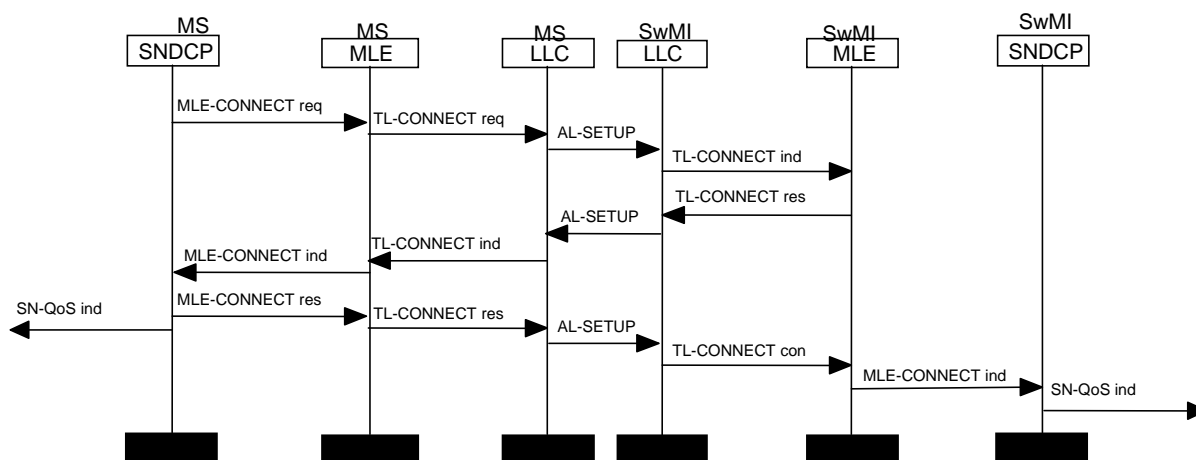 MS
MS
MS
SwMI
SwMI
SwMI
SNDCP
MLE
LLC
LLC
MLE
SNDCP
MLE-CONNECT req
TL-CONNECT req
AL-SETUP
TL-CONNECT ind
TL-CONNECT res
AL-SETUP
TL-CONNECT ind
MLE-CONNECT ind
MLE-CONNECT res
SN-QoS ind
TL-CONNECT res
AL-SETUP
TL-CONNECT con
MLE-CONNECT ind
SN-QoS ind